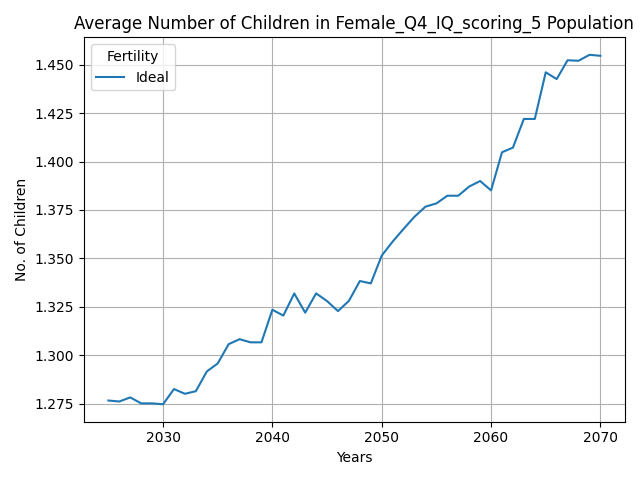 Average Number of Children in Female_Q4_IQ_scoring_5 Population
Fertility
Ideal
No. of Children
1.450
1.425
1.400
1.375
1.350
1.325
1.300
1.275
2030 2040 2050 2060 2070
Years